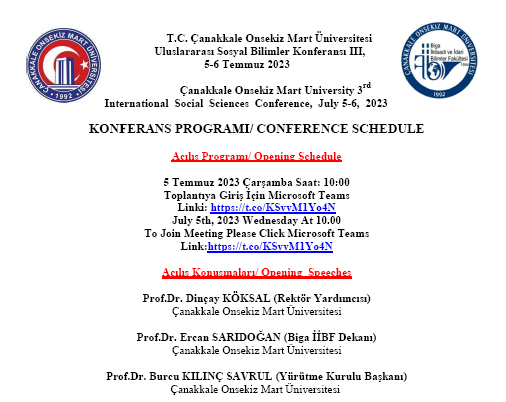 T.C. Çanakkale Onsekiz Mart Üniversitesi
Uluslararası Sosyal Bilimler Konferansı III,
5-6 Temmuz 2023
Çanakkale Onsekiz Mart University 3rd
International Social Sciences Conference, July 5-6, 2023
KONFERANS PROGRAMI/ CONFERENCE SCHEDULE
Açılış Programı/ Opening Schedule
5 Temmuz 2023 Çarşamba Saat: 10:00
Toplantıya Giriş İçin Microsoft Teams
Linki: https://t.co/KSvvM1Yo4N
July 5th, 2023 Wednesday At 10.00
To Join Meeting Please Click Microsoft Teams
Link:https://t.co/KSvvM1Yo4N
Açılış Konuşmaları/ Opening Speeches
Prof.Dr. Dinçay KÖKSAL (Rektör Yardımcısı)
Çanakkale Onsekiz Mart Üniversitesi
Prof.Dr. Ercan SARIDOĞAN (Biga İİBF Dekanı)
Çanakkale Onsekiz Mart Üniversitesi
Prof.Dr. Burcu KILINÇ SAVRUL (Yürütme Kurulu Başkanı)
Çanakkale Onsekiz Mart Üniversitesi
ÇANAKKALE ONSEKİZ MART ÜNİVERSİTESİ
1992
ÇANAKKALE ONSEKİZ MART ÜNİVERSİTESİ
Biga
İktisadi ve İdari
Bilimler Fakültesi
1992